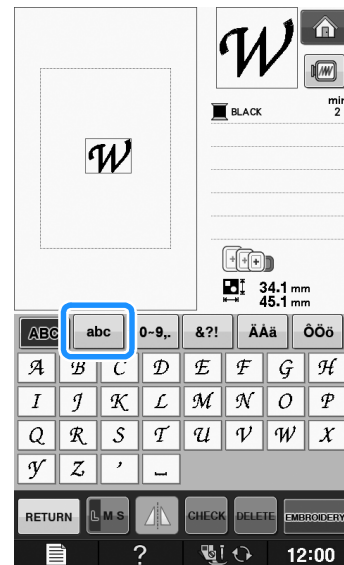 W
W
BLACK
min
2
34.1 mm
45.1 mm
ABC abc 0~9,. &?! ÄÅä ÔÖö
A B C D E F G H
I J K L M N O P
Q R S T U V W X
Y Z ’ ⎵
RETURN L M S CHECK DELETE EMBROIDERY
? 12:00